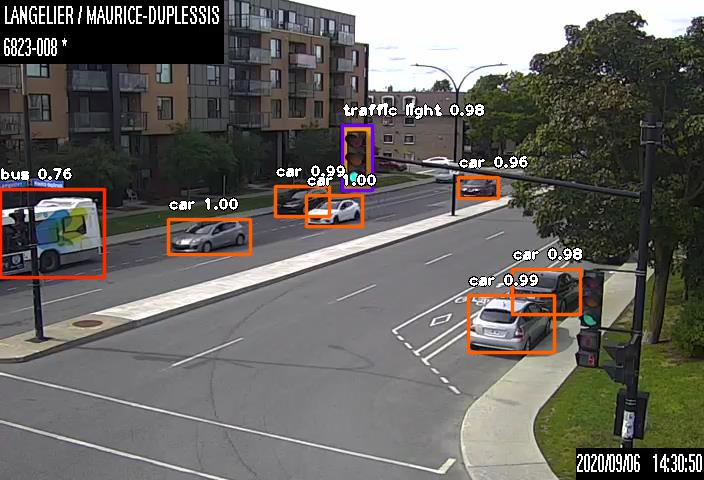 LANGELIER / MAURICE-DUPLESSIS
6823-008 *
traffic light 0.98
car 0.96
bus 0.76
car 0.99
car 1.00
car 1.00
car 0.98
car 0.99
2020/09/06 14:30:50